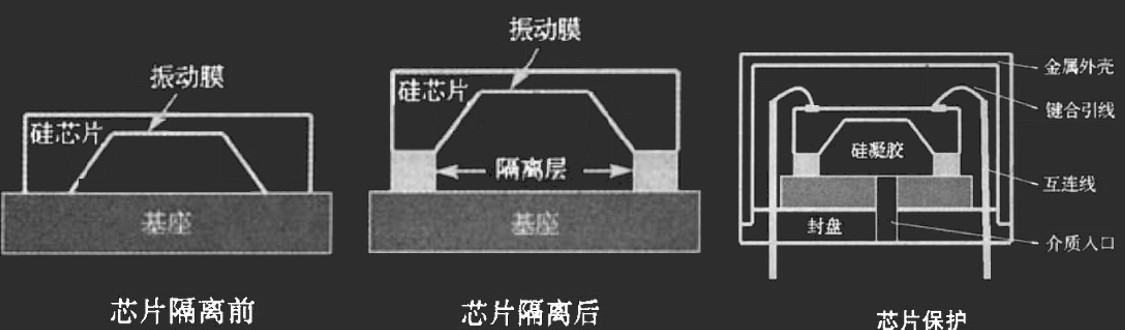 振动膜
硅芯片
基座
芯片隔离前
振动膜
硅芯片
隔离层
基座
芯片隔离后
金属外壳
键合引线
硅凝胶
互连线
封盘
介质入口
芯片保护